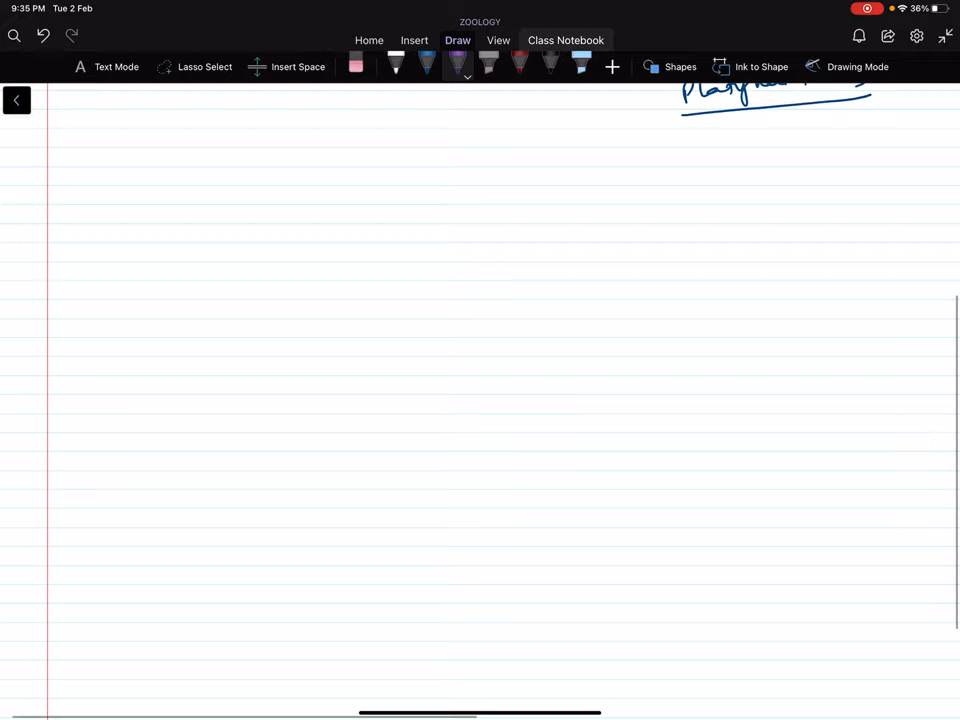 9:35 PM Tue 2 Feb
36%
ZOOLOGY
Home Insert Draw View Class Notebook
A Text Mode Lasso Select Insert Space Shapes Ink to Shape Drawing Mode